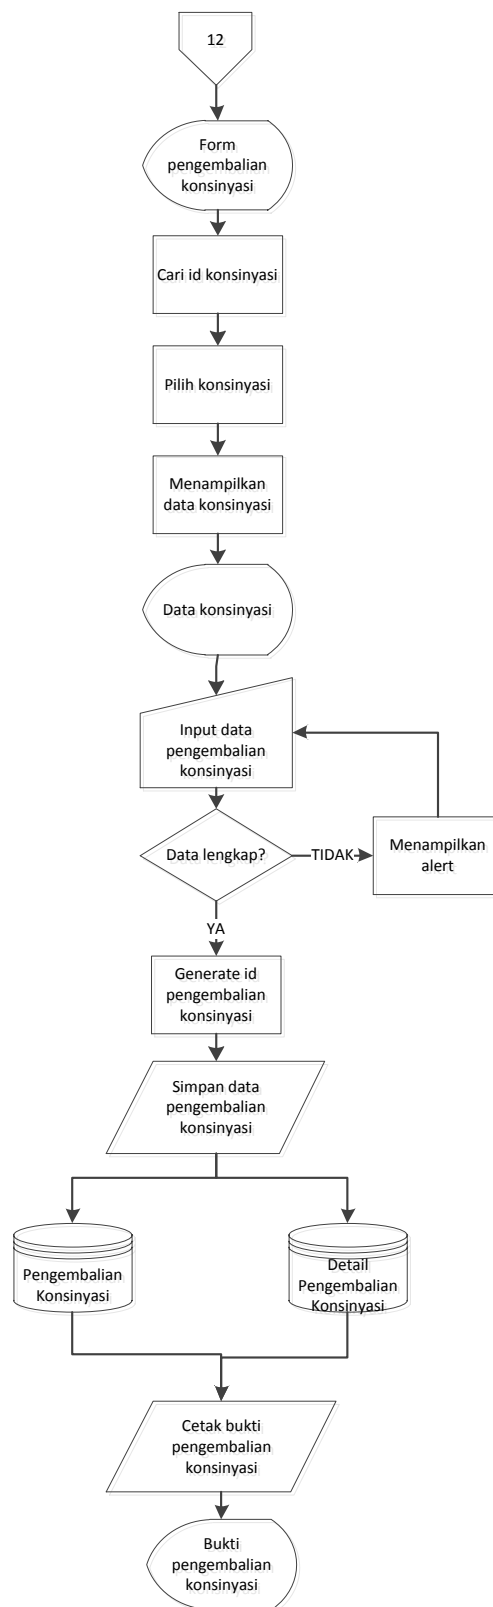 12
Form
pengembalian
konsinyasi
Cari id konsinyasi
Pilih konsinyasi
Menampilkan
data konsinyasi
Data konsinyasi
Input data
pengembalian
konsinyasi
Data lengkap?
TIDAK
Menampilkan
alert
YA
Generate id
pengembalian
konsinyasi
Simpan data
pengembalian
konsinyasi
Pengembalian
Konsinyasi
Detail
Pengembalian
Konsinyasi
Cetak bukti
pengembalian
konsinyasi
Bukti
pengembalian
konsinyasi